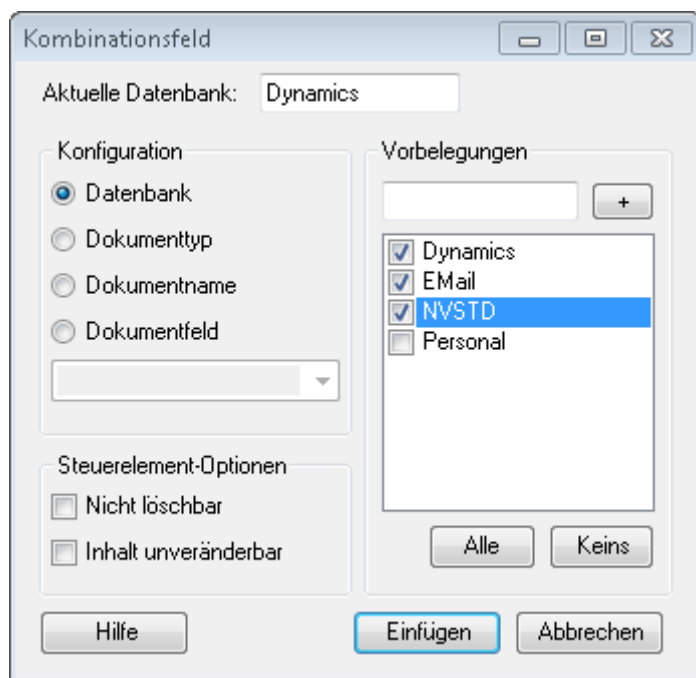 Kombinationsfeld
Aktuelle Datenbank: Dynamics
Konfiguration
Datenbank
Dokumenttyp
Dokumentname
Dokumentfeld
Steuerelement-Optionen
Nicht löschbar
Inhalt unveränderbar
Vorbelegungen
+
Dynamics
EMail
NVSTD
Personal
Alle Keins
Hilfe Einfügen Abbrechen